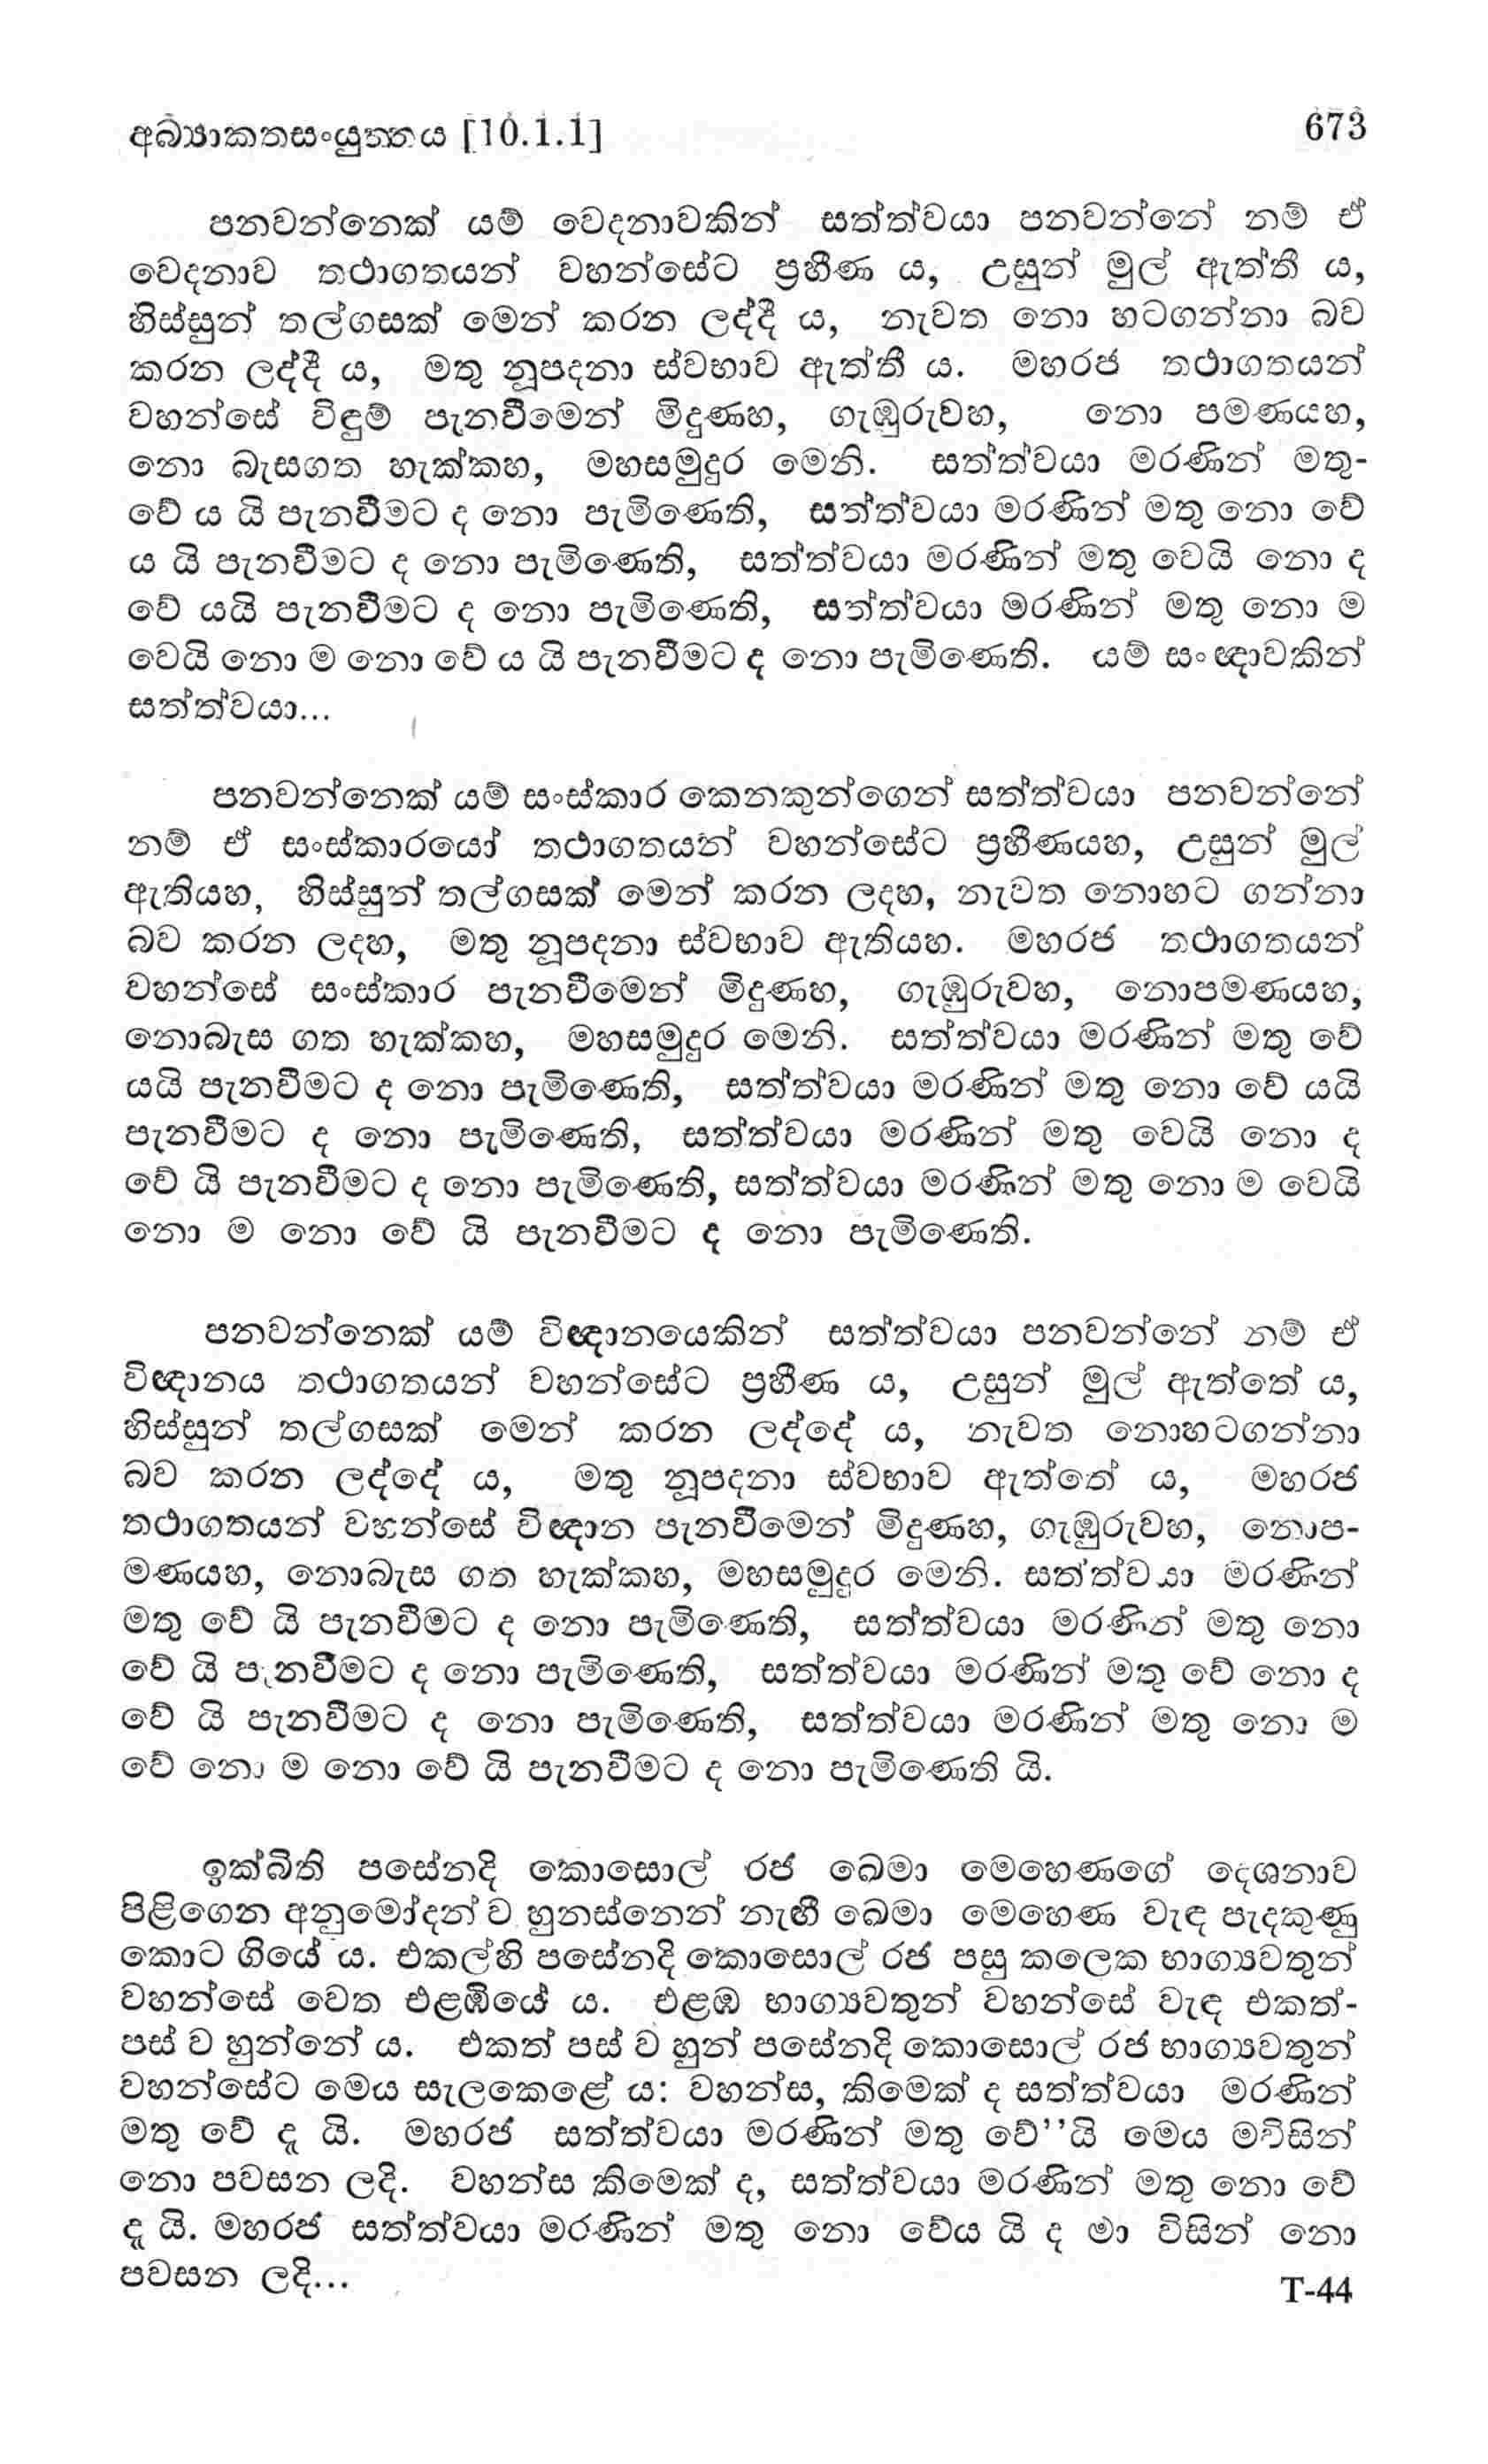 අබ්‍යාකතසංයුත්තය [10.1.1] 673
පනවන්නෙක් යම් වෙදනාවකින් සත්ත්වයා පනවන්නේ නම් ඒ
වෙදනාව තථාගතයන් වහන්සේට ප්‍රහීණ ය, උසුන් මුල් ඇත්තී ය,
හිස්සුන් තල්ගසක් මෙන් කරන ලද්දී ය, නැවත නො හටගන්නා බව
කරන ලද්දී ය, මතු නූපදනා ස්වභාව ඇත්තී ය. මහරජ තථාගතයන්
වහන්සේ විඳුම් පැනවීමෙන් මිදුණහ, ගැඹුරුවහ, නො පමණයහ,
නො බැසගත හැක්කහ, මහසමුදුර මෙනි. සත්ත්වයා මරණින් මතු-
වේ ය යි පැනවීමට ද නො පැමිණෙති, සත්ත්වයා මරණින් මතු නො වේ
ය යි පැනවීමට ද නො පැමිණෙති, සත්ත්වයා මරණින් මතු වෙයි නො ද
වේ යයි පැනවීමට ද නො පැමිණෙති, සත්ත්වයා මරණින් මතු නො ම
වෙයි නො ම නො වේ ය යි පැනවීමට ද නො පැමිණෙති. යම් සංඥාවකින්
සත්ත්වයා...
පනවන්නෙක් යම් සංස්කාර කෙනකුන්ගෙන් සත්ත්වයා පනවන්නේ
නම් ඒ සංස්කාරයෝ තථාගතයන් වහන්සේට ප්‍රහීණයහ, උසුන් මුල්
ඇතියහ, හිස්සුන් තල්ගසක් මෙන් කරන ලදහ, නැවත නොහට ගන්නා
බව කරන ලදහ, මතු නූපදනා ස්වභාව ඇතියහ. මහරජ තථාගතයන්
වහන්සේ සංස්කාර පැනවීමෙන් මිදුණහ, ගැඹුරුවහ, නොපමණයහ,
නොබැස ගත හැක්කහ, මහසමුදුර මෙනි. සත්ත්වයා මරණින් මතු වේ
යයි පැනවීමට ද නො පැමිණෙති, සත්ත්වයා මරණින් මතු නො වේ යයි
පැනවීමට ද නො පැමිණෙති, සත්ත්වයා මරණින් මතු වෙයි නො ද
වේ යි පැනවීමට ද නො පැමිණෙති, සත්ත්වයා මරණින් මතු නො ම වෙයි
නො ම නො වේ යි පැනවීමට ද නො පැමිණෙති.
පනවන්නෙක් යම් විඥානයෙකින් සත්ත්වයා පනවන්නේ නම් ඒ
විඥානය තථාගතයන් වහන්සේට ප්‍රහීණ ය, උසුන් මුල් ඇත්තේ ය,
හිස්සුන් තල්ගසක් මෙන් කරන ලද්දේ ය, නැවත නොහටගන්නා
බව කරන ලද්දේ ය, මතු නූපදනා ස්වභාව ඇත්තේ ය, මහරජ
තථාගතයන් වහන්සේ විඥාන පැනවීමෙන් මිදුණහ, ගැඹුරුවහ, නොප-
මණයහ, නොබැස ගත හැක්කහ, මහසමුදුර මෙනි. සත්ත්වයා මරණින්
මතු වේ යි පැනවීමට ද නො පැමිණෙති, සත්ත්වයා මරණින් මතු නො
වේ යි පැනවීමට ද නො පැමිණෙති, සත්ත්වයා මරණින් මතු වේ නො ද
වේ යි පැනවීමට ද නො පැමිණෙති, සත්ත්වයා මරණින් මතු නො ම
වේ නො ම නො වේ යි පැනවීමට ද නො පැමිණෙති යි.
ඉක්බිති පසේනදි කොසොල් රජ ඛෙමා මෙහෙණගේ දෙශනාව
පිළිගෙන අනුමෝදන් ව හුනස්නෙන් නැඟී ඛෙමා මෙහෙණ වැඳ පැදකුණු
කොට ගියේ ය. එකල්හි පසේනදි කොසොල් රජ පසු කලෙක භාග්‍යවතුන්
වහන්සේ වෙත එළඹියේ ය. එළඹ භාග්‍යවතුන් වහන්සේ වැඳ එකත්-
පස් ව හුන්නේ ය. එකත් පස් ව හුන් පසේනදි කොසොල් රජ භාග්‍යවතුන්
වහන්සේට මෙය සැලකෙළේ ය: වහන්ස, කිමෙක් ද සත්ත්වයා මරණින්
මතු වේ දූ යි. මහරජ සත්ත්වයා මරණින් මතු වේ’’යි මෙය මවිසින්
නො පවසන ලදි. වහන්ස කිමෙක් ද, සත්ත්වයා මරණින් මතු නො වේ
දූ යි. මහරජ සත්ත්වයා මරණින් මතු නො වේය යි ද මා විසින් නො
පවසන ලදි...
T-44